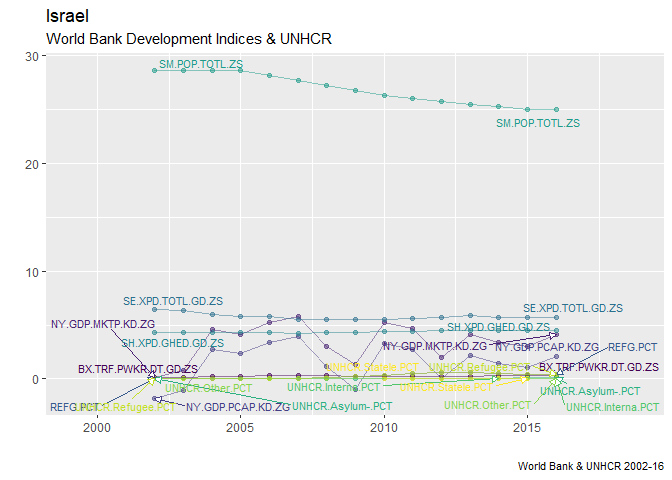 Israel
World Bank Development Indices & UNHCR
30
SM.POP.TOTL.ZS
SM.POP.TOTL.ZS
20
10
SE.XPD.TOTL.GD.ZS
SE.XPD.TOTL.GD.ZS
NY.GDP.MKTP.KD.ZG
SH.XPD.GHED.GD.ZS
SH.XPD.GHED.GD.ZS
NY.GDP.MKTP.KD.ZG
NY.GDP.PCAP.KD.ZG
REFG.PCT
BX.TRF.PWKR.DT.GD.ZS
UNHCR.Statele.PCT
UNHCR.Refugee.PCT
BX.TRF.PWKR.DT.GD.ZS
0
UNHCR.Other.PCT
UNHCR.Interna.PCT
UNHCR.Statele.PCT
UNHCR.Asylum-.PCT
REFG.PCT
UNHCR.Refugee.PCT
NY.GDP.PCAP.KD.ZG
UNHCR.Asylum-.PCT
UNHCR.Other.PCT
UNHCR.Interna.PCT
2000
2005
2010
2015
World Bank & UNHCR 2002-16